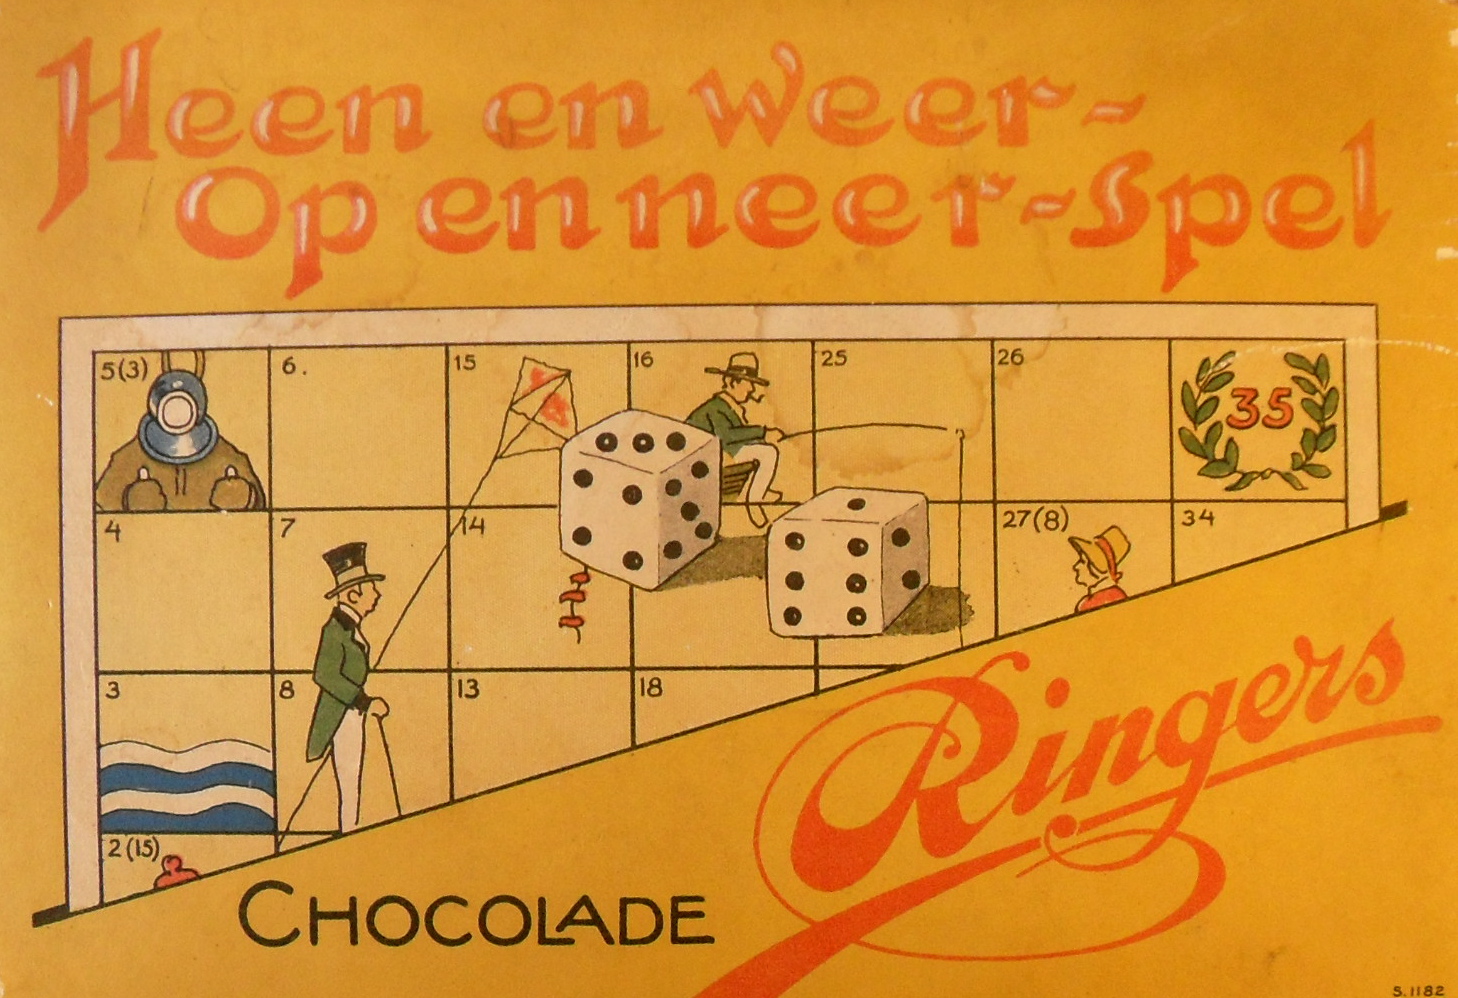 Heen en weer-
Op en neer-Spel
5(3) 6. 15 16 25 26 35
4 7 14 27(8) 34
3 8 13 18
2(15)
Ringers
CHOCOLADE
S.1182